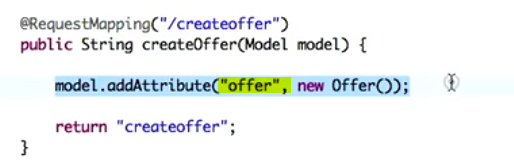 @RequestMapping("/createoffer")
public String createOffer(Model model) {
model.addAttribute("offer", new Offer());
return "createoffer";
}